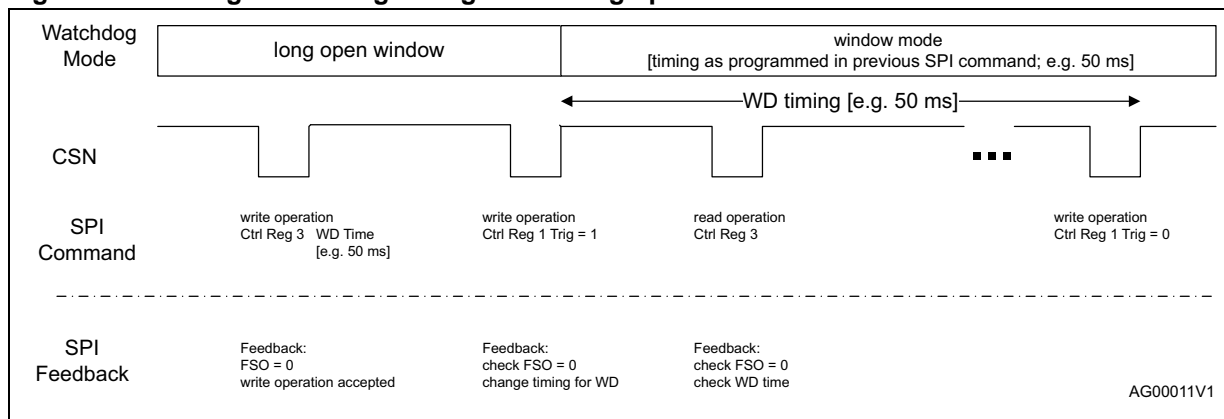 Watchdog
Mode
long open window
window mode
[timing as programmed in previous SPI command; e.g. 50 ms]
WD timing [e.g. 50 ms]
CSN
SPI
Command
write operation
Ctrl Reg 3 WD Time
[e.g. 50 ms]
write operation
Ctrl Reg 1 Trig = 1
read operation
Ctrl Reg 3
write operation
Ctrl Reg 1 Trig = 0
SPI
Feedback
Feedback:
FSO = 0
write operation accepted
Feedback:
check FSO = 0
change timing for WD
Feedback:
check FSO = 0
check WD time
AG00011V1